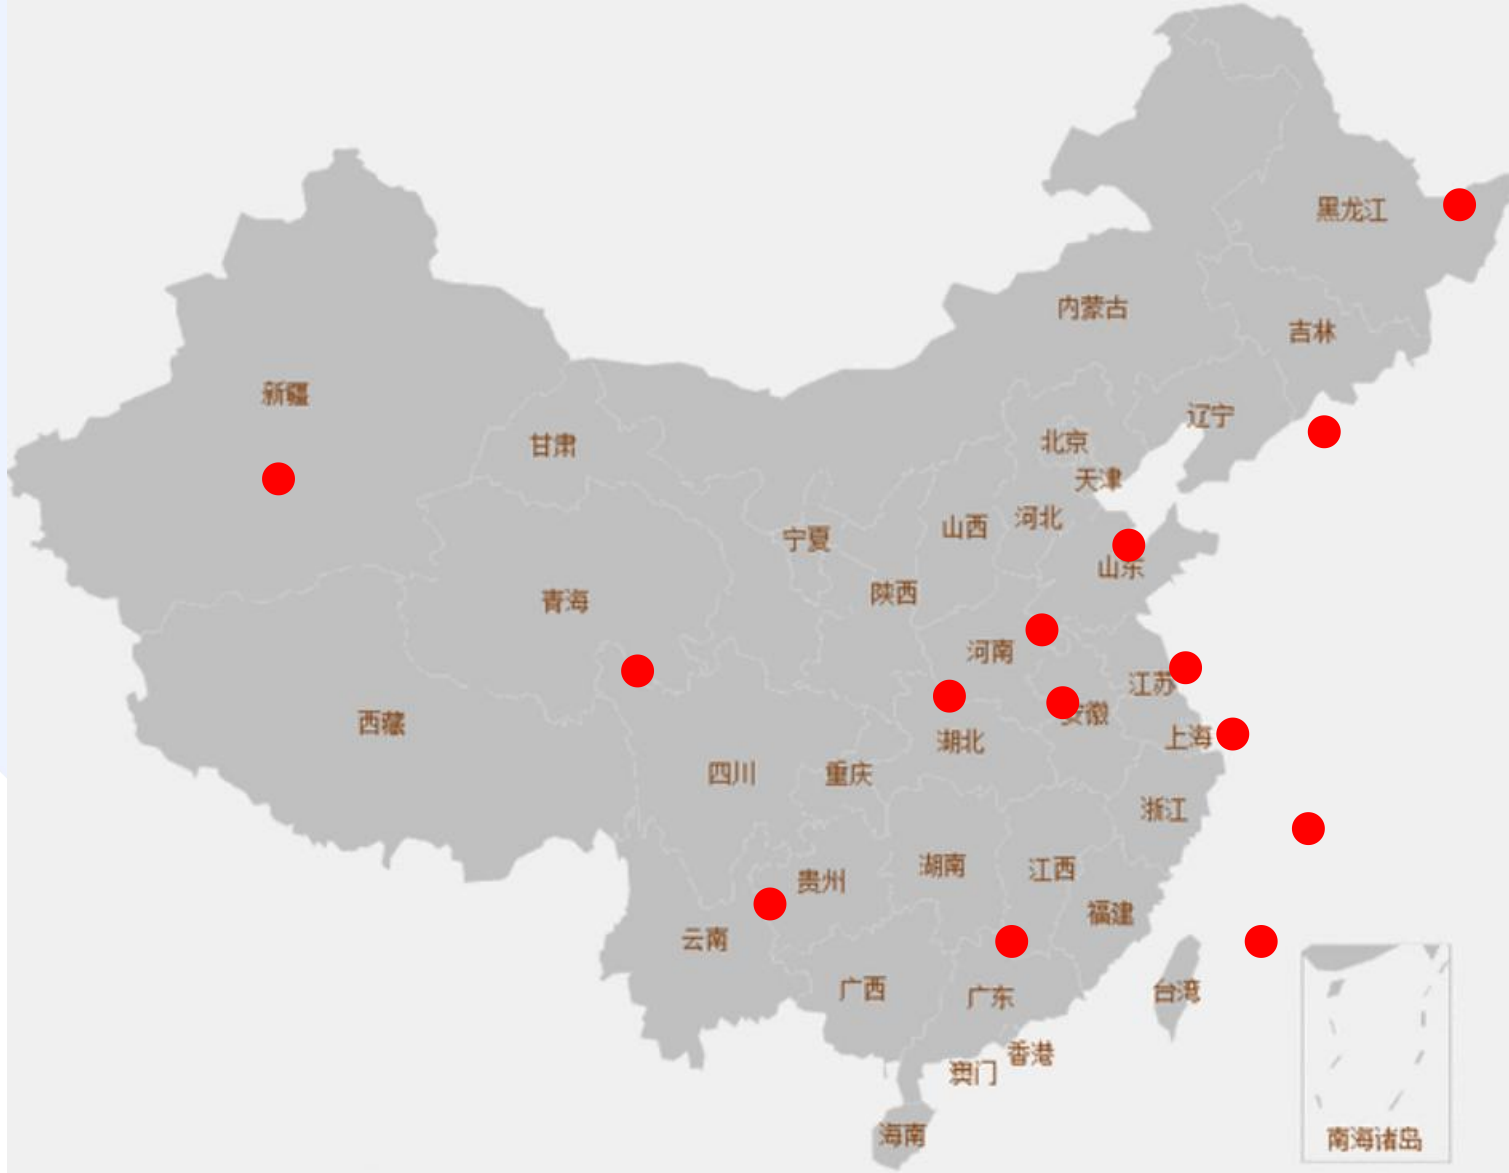 黑龙江
内蒙古
吉林
新疆
辽宁
甘肃
北京
天津
河北
山西
宁夏
山东
陕西
青海
河南
江苏
安徽
西藏
上海
湖北
四川
重庆
浙江
湖南
江西
贵州
福建
云南
广西
广东
台湾
香港
澳门
海南
南海诸岛